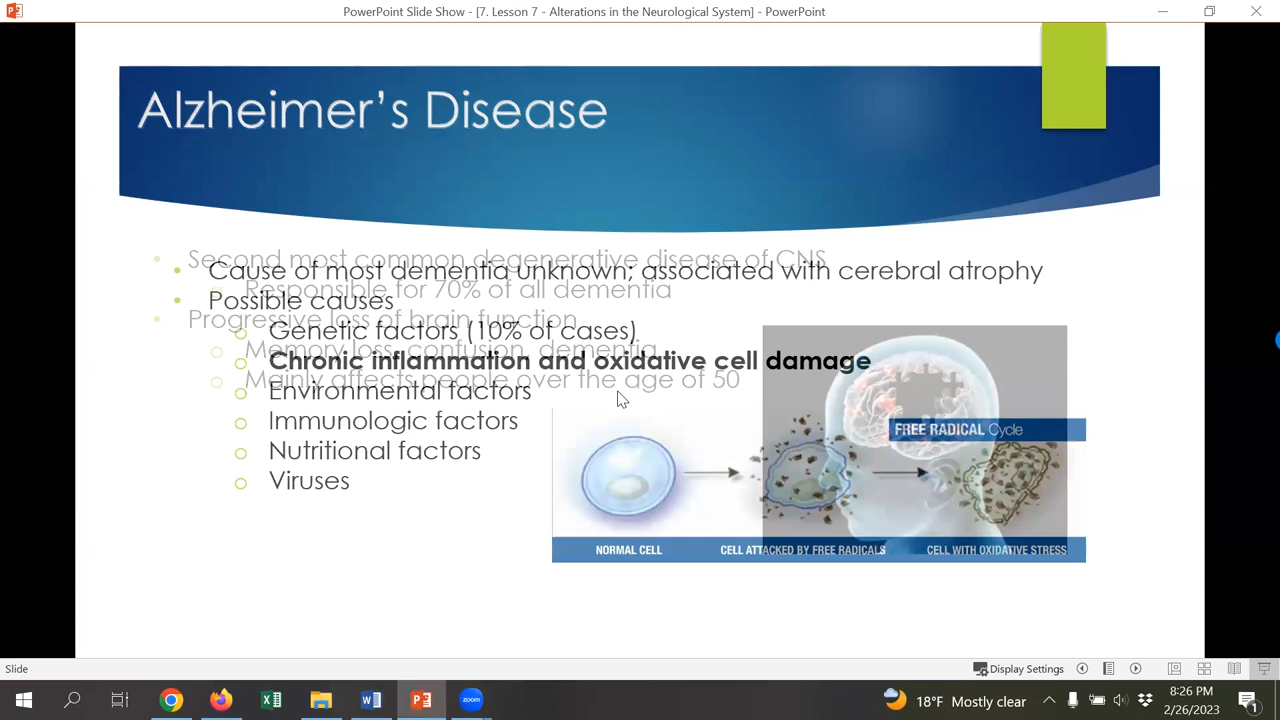 PowerPoint Slide Show - [7. Lesson 7 - Alterations in the Neurological System] - PowerPoint
Alzheimer’s Disease
• Second most common degenerative disease of CNS
• Cause of most dementia unknown; associated with cerebral atrophy
Responsible for 70% of all dementia
• Possible causes
• Progressive loss of brain function
o Genetic factors (10% of cases)
o Memory loss, confusion, dementia
o Chronic inflammation and oxidative cell damage
o Mainly affects people over the age of 50
o Environmental factors
o Immunologic factors
o Nutritional factors
o Viruses
FREE RADICAL Cycle
NORMAL CELL
CELL ATTACKED BY FREE RADICALS
CELL WITH OXIDATIVE STRESS
Slide
Display Settings
zoom
18°F Mostly clear
8:26 PM
2/26/2023
1